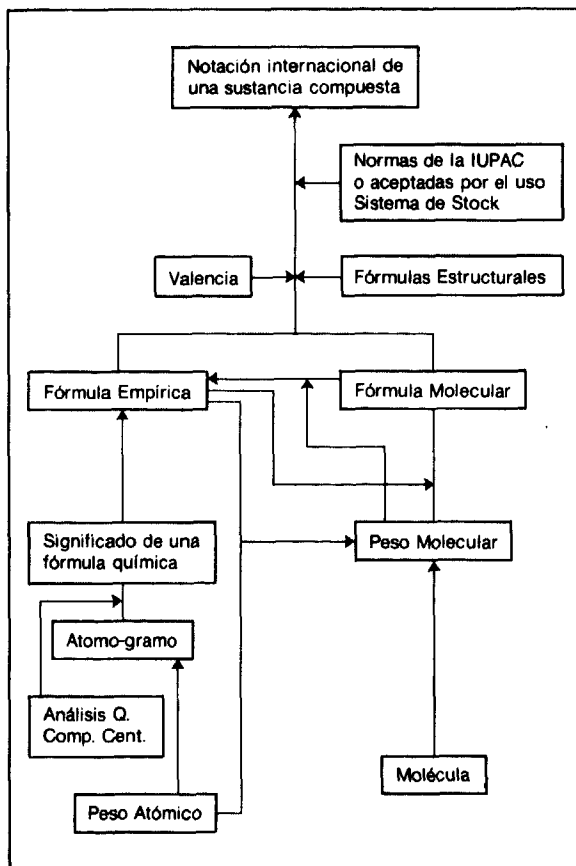 Notación internacional de
una sustancia compuesta
Normas de la IUPAC
o aceptadas por el uso
Sistema de Stock
Valencia
Fórmulas Estructurales
Fórmula Empírica
Fórmula Molecular
Significado de una
fórmula química
Peso Molecular
Atomo-gramo
Análisis Q.
Comp. Cent.
Molécula
Peso Atómico